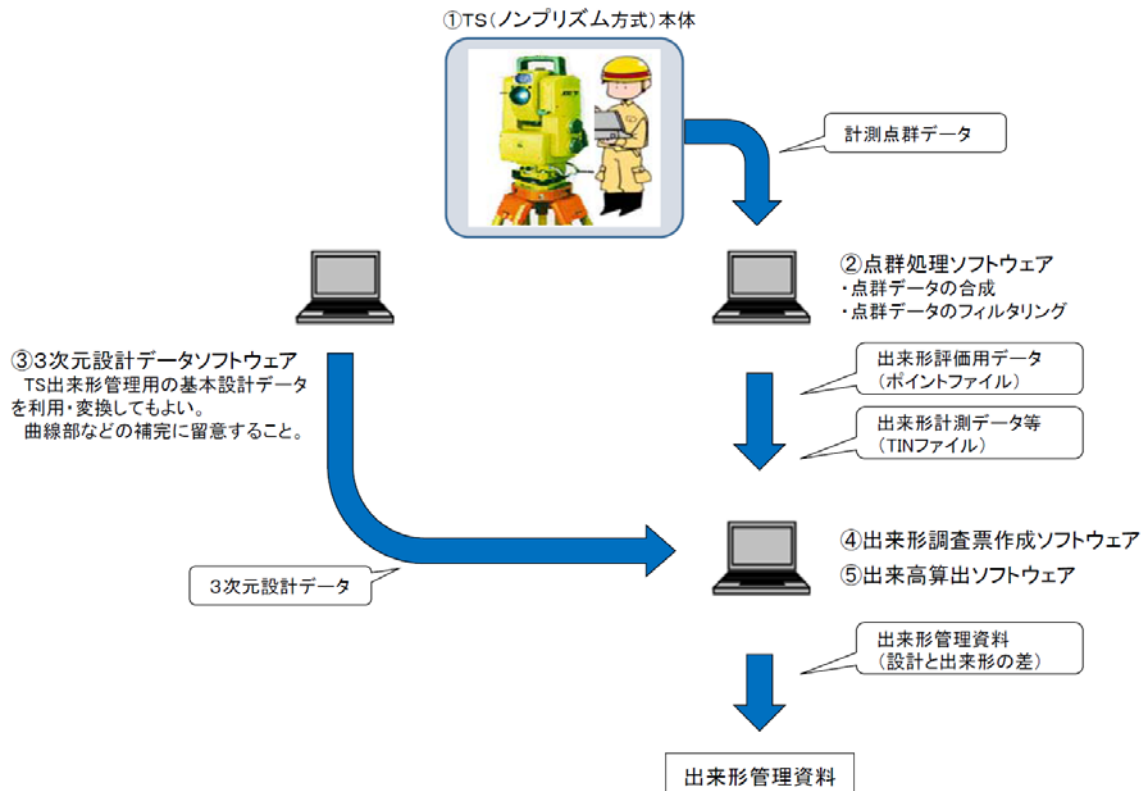 ①TS(ノンプリズム方式)本体
計測点群データ
②点群処理ソフトウェア
・点群データの合成
・点群データのフィルタリング
③3次元設計データソフトウェア
TS出来形管理用の基本設計データ
を利用・変換してもよい。
曲線部などの補完に留意すること。
出来形評価用データ
(ポイントファイル)
出来形計測データ等
(TINファイル)
3次元設計データ
④出来形調査票作成ソフトウェア
⑤出来高算出ソフトウェア
出来形管理資料
(設計と出来形の差)
出来形管理資料